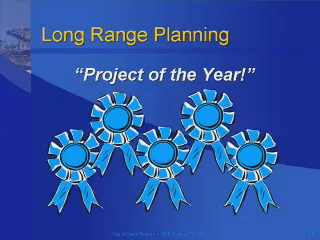 Long Range Planning
“Project of the Year!”